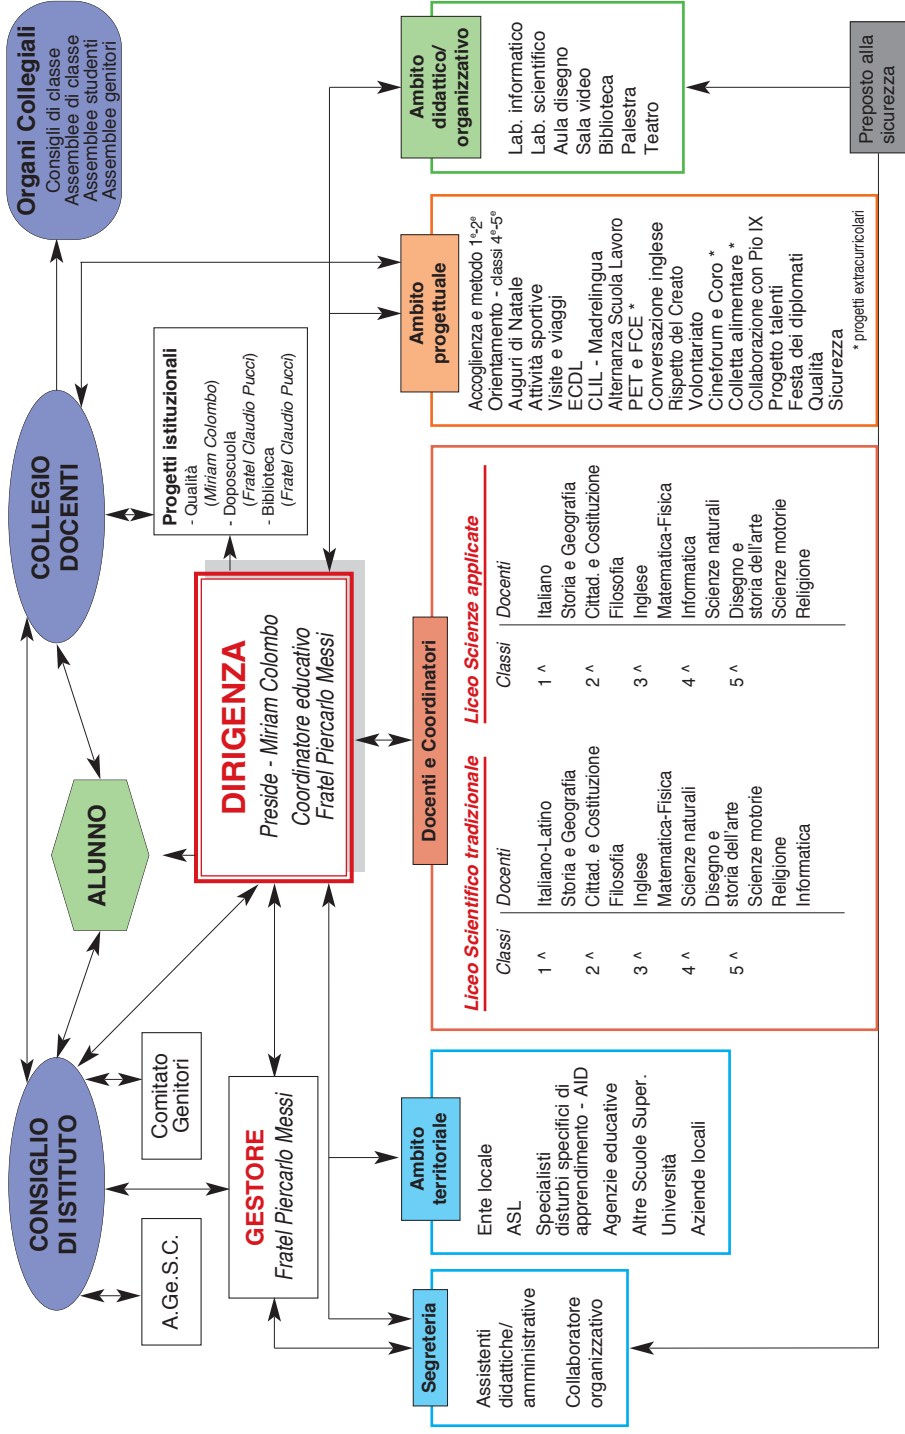 CONSIGLIO
DI ISTITUTO
ALUNNO
COLLEGIO
DOCENTI
Organi Collegiali
Consigli di classe
Assemblee di classe
Assemblee studenti
Assemblee genitori
A.Ge.S.C.
Comitato
Genitori
GESTORE
Fratel Piercarlo Messi
DIRIGENZA
Preside - Miriam Colombo
Coordinatore educativo
Fratel Piercarlo Messi
Progetti istituzionali
- Qualità
(Miriam Colombo)
- Doposcuola
(Fratel Claudio Pucci)
- Biblioteca
(Fratel Claudio Pucci)
Segreteria
Assistenti
didattiche/
amministrative
Collaboratore
organizzativo
Ambito
territoriale
Ente locale
ASL
Specialisti
disturbi specifici di
apprendimento - AID
Agenzie educative
Altre Scuole Super.
Università
Aziende locali
Docenti e Coordinatori
Liceo Scientifico tradizionale
Classi
Docenti
1 ^
2 ^
3 ^
4 ^
5 ^
Italiano-Latino
Storia e Geografia
Cittad. e Costituzione
Filosofia
Inglese
Matematica-Fisica
Scienze naturali
Disegno e
storia dell'arte
Scienze motorie
Religione
Informatica
Liceo Scienze applicate
Classi
Docenti
1 ^
2 ^
3 ^
4 ^
5 ^
Italiano
Storia e Geografia
Cittad. e Costituzione
Filosofia
Inglese
Matematica-Fisica
Informatica
Scienze naturali
Disegno e
storia dell'arte
Scienze motorie
Religione
Ambito
progettuale
Accoglienza e metodo 1ª-2ª
Orientamento - classi 4ª-5ª
Auguri di Natale
Attività sportive
Visite e viaggi
ECDL
CLIL - Madrelingua
Alternanza Scuola Lavoro
PET e FCE *
Conversazione inglese
Rispetto del Creato
Volontariato
Cineforum e Coro *
Colletta alimentare *
Collaborazione con Pio IX
Progetto talenti
Festa dei diplomati
Qualità
Sicurezza
* progetti extracurricolari
Ambito
didattico/
organizzativo
Lab. informatico
Lab. scientifico
Aula disegno
Sala video
Biblioteca
Palestra
Teatro
Preposto alla
sicurezza